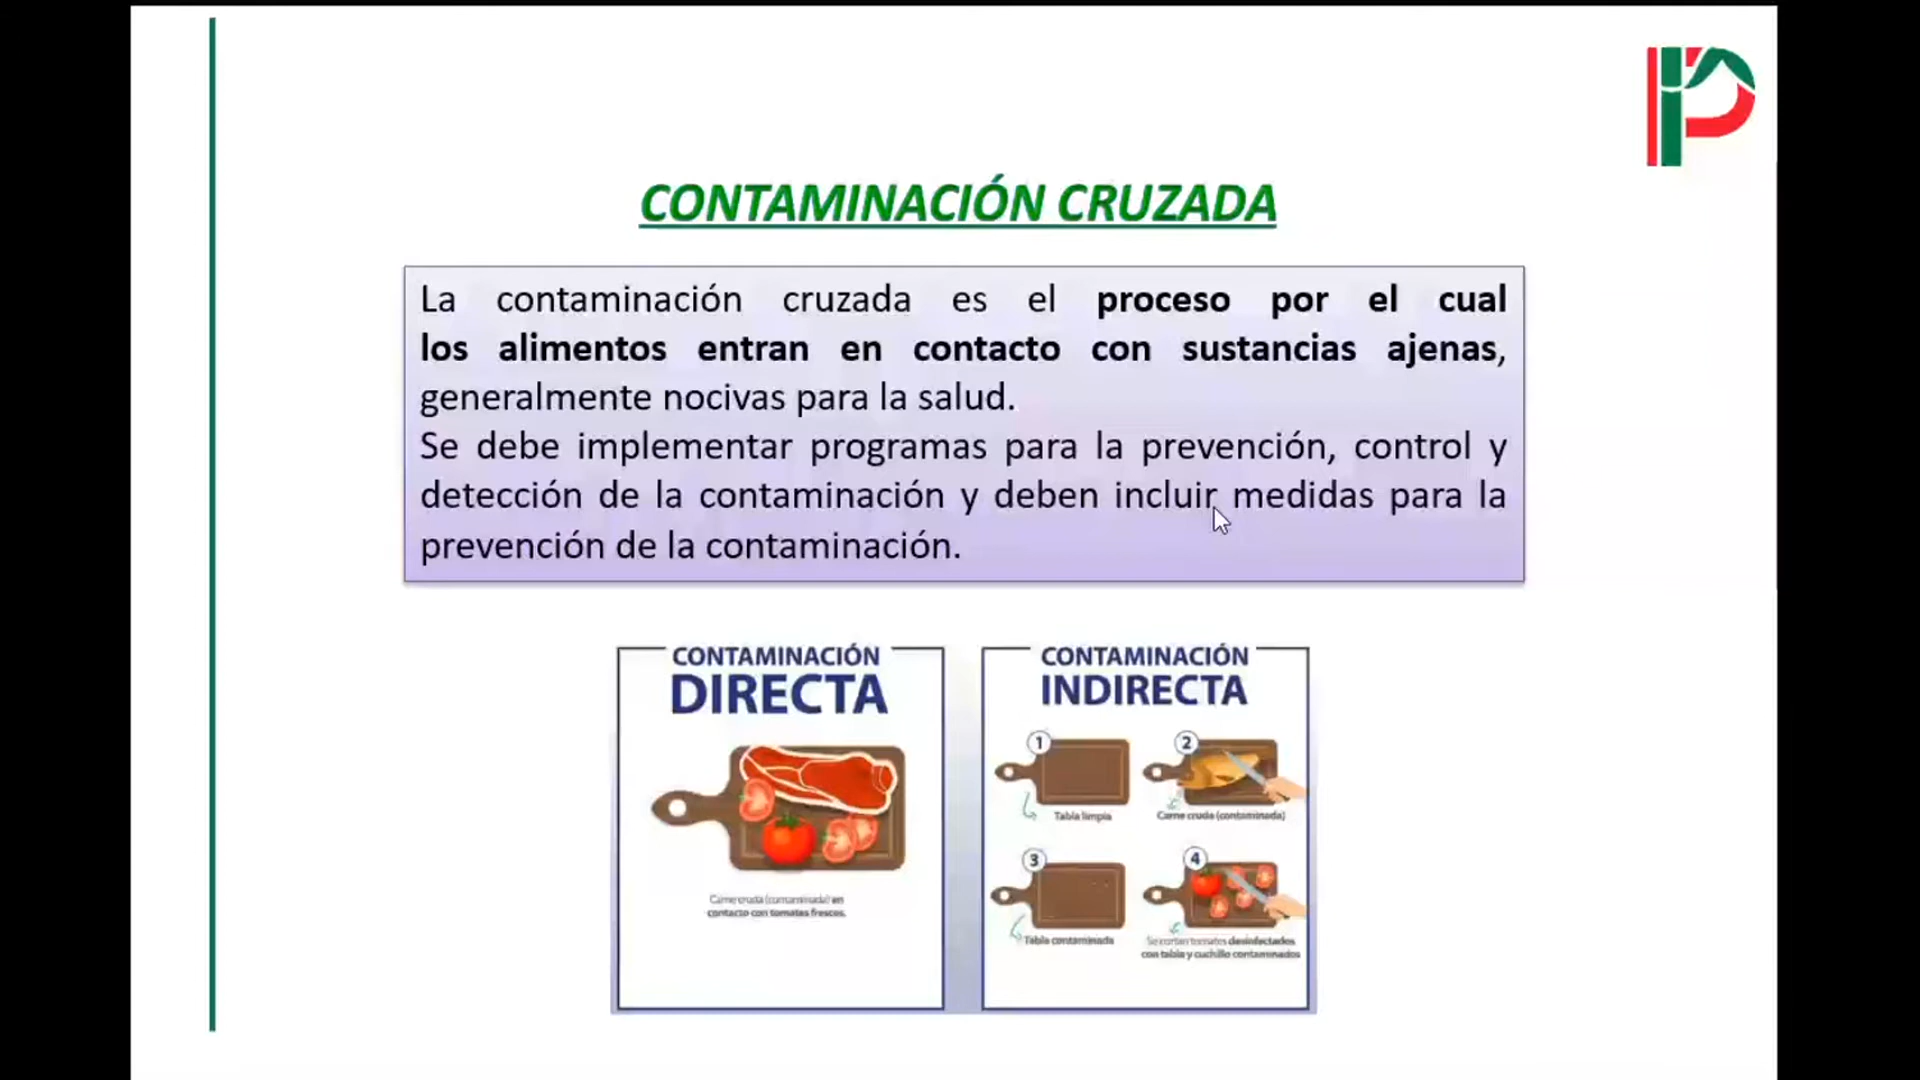 CONTAMINACIÓN CRUZADA
La contaminación cruzada es el proceso por el cual
los alimentos entran en contacto con sustancias ajenas,
generalmente nocivas para la salud.
Se debe implementar programas para la prevención, control y
detección de la contaminación y deben incluir medidas para la
prevención de la contaminación.
CONTAMINACIÓN
DIRECTA
Carne cruda (contaminada) en
contacto con tomates frescos.
CONTAMINACIÓN
INDIRECTA
1
Tabla limpia
2
Carne cruda (contaminada)
3
Tabla contaminada
4
Se cortan tomates desinfectados
con tabla y cuchillo contaminados